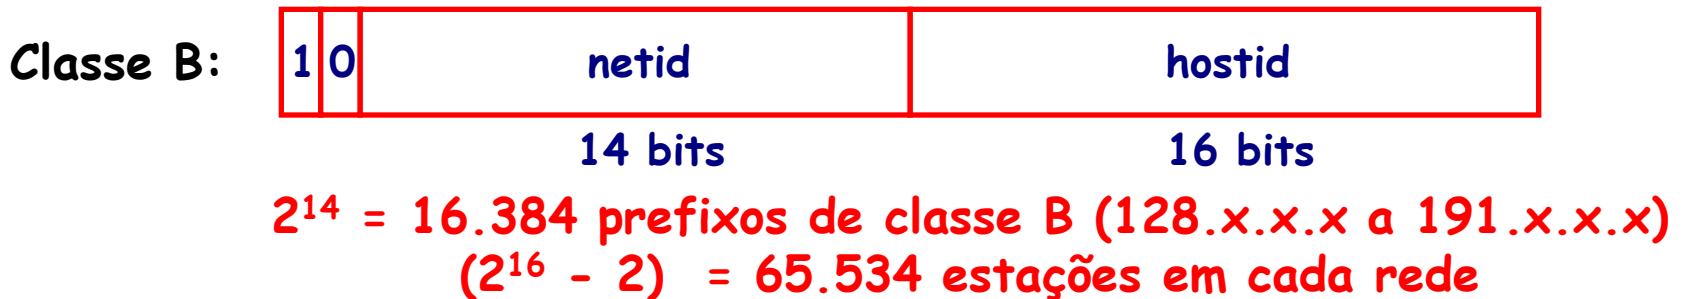 Classe B: 1 0 netid hostid
14 bits 16 bits
2¹⁴ = 16.384 prefixos de classe B (128.x.x.x a 191.x.x.x)
(2¹⁶ - 2) = 65.534 estações em cada rede